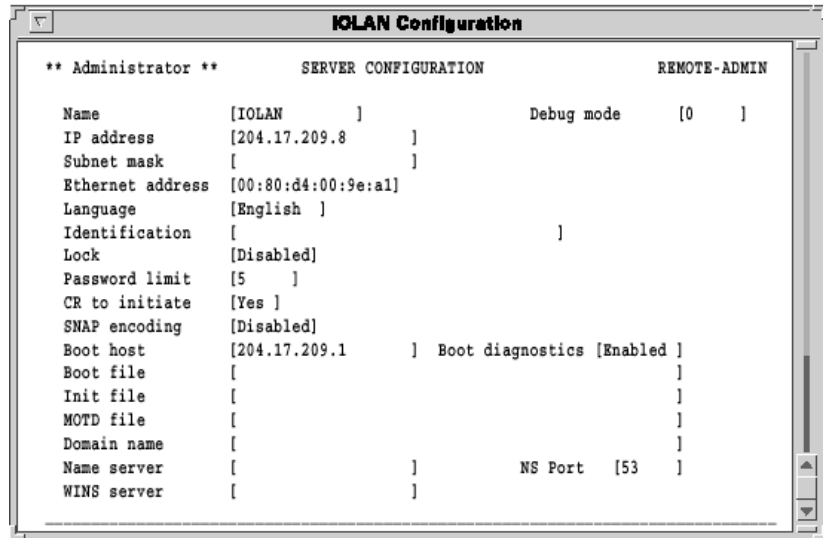 IOLAN Configuration
** Administrator ** SERVER CONFIGURATION REMOTE-ADMIN
Name [IOLAN ] Debug mode [0 ]
IP address [204.17.209.8 ]
Subnet mask [ ]
Ethernet address [00:80:d4:00:9e:a1]
Language [English ]
Identification [ ]
Lock [Disabled]
Password limit [5 ]
CR to initiate [Yes ]
SNAP encoding [Disabled]
Boot host [204.17.209.1 ] Boot diagnostics [Enabled ]
Boot file [ ]
Init file [ ]
MOTD file [ ]
Domain name [ ]
Name server [ ] NS Port [53 ]
WINS server [ ]